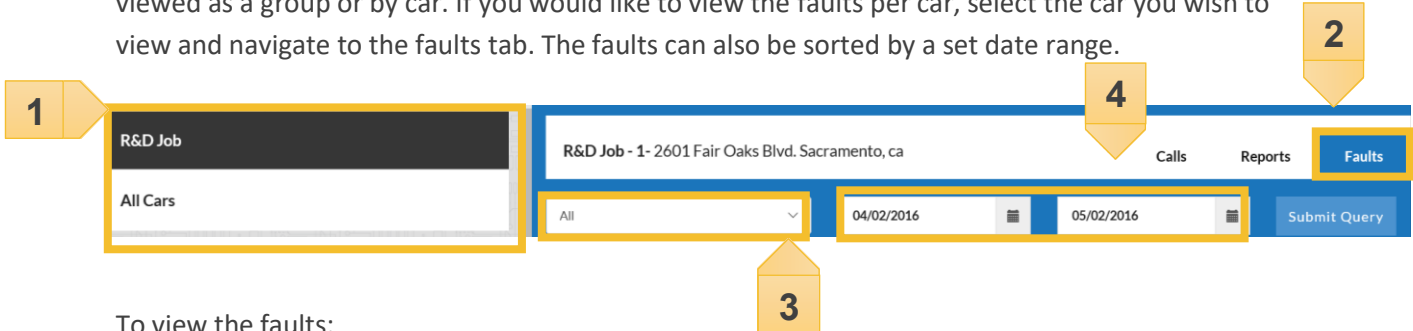 viewed as a group or by car. If you would like to view the faults per car, select the car you wish to
view and navigate to the faults tab. The faults can also be sorted by a set date range.
2
4
1
R&D Job
R&D Job - 1- 2601 Fair Oaks Blvd. Sacramento, ca
Calls
Reports
Faults
All Cars
All
04/02/2016
05/02/2016
Submit Query
3
To view the faults: